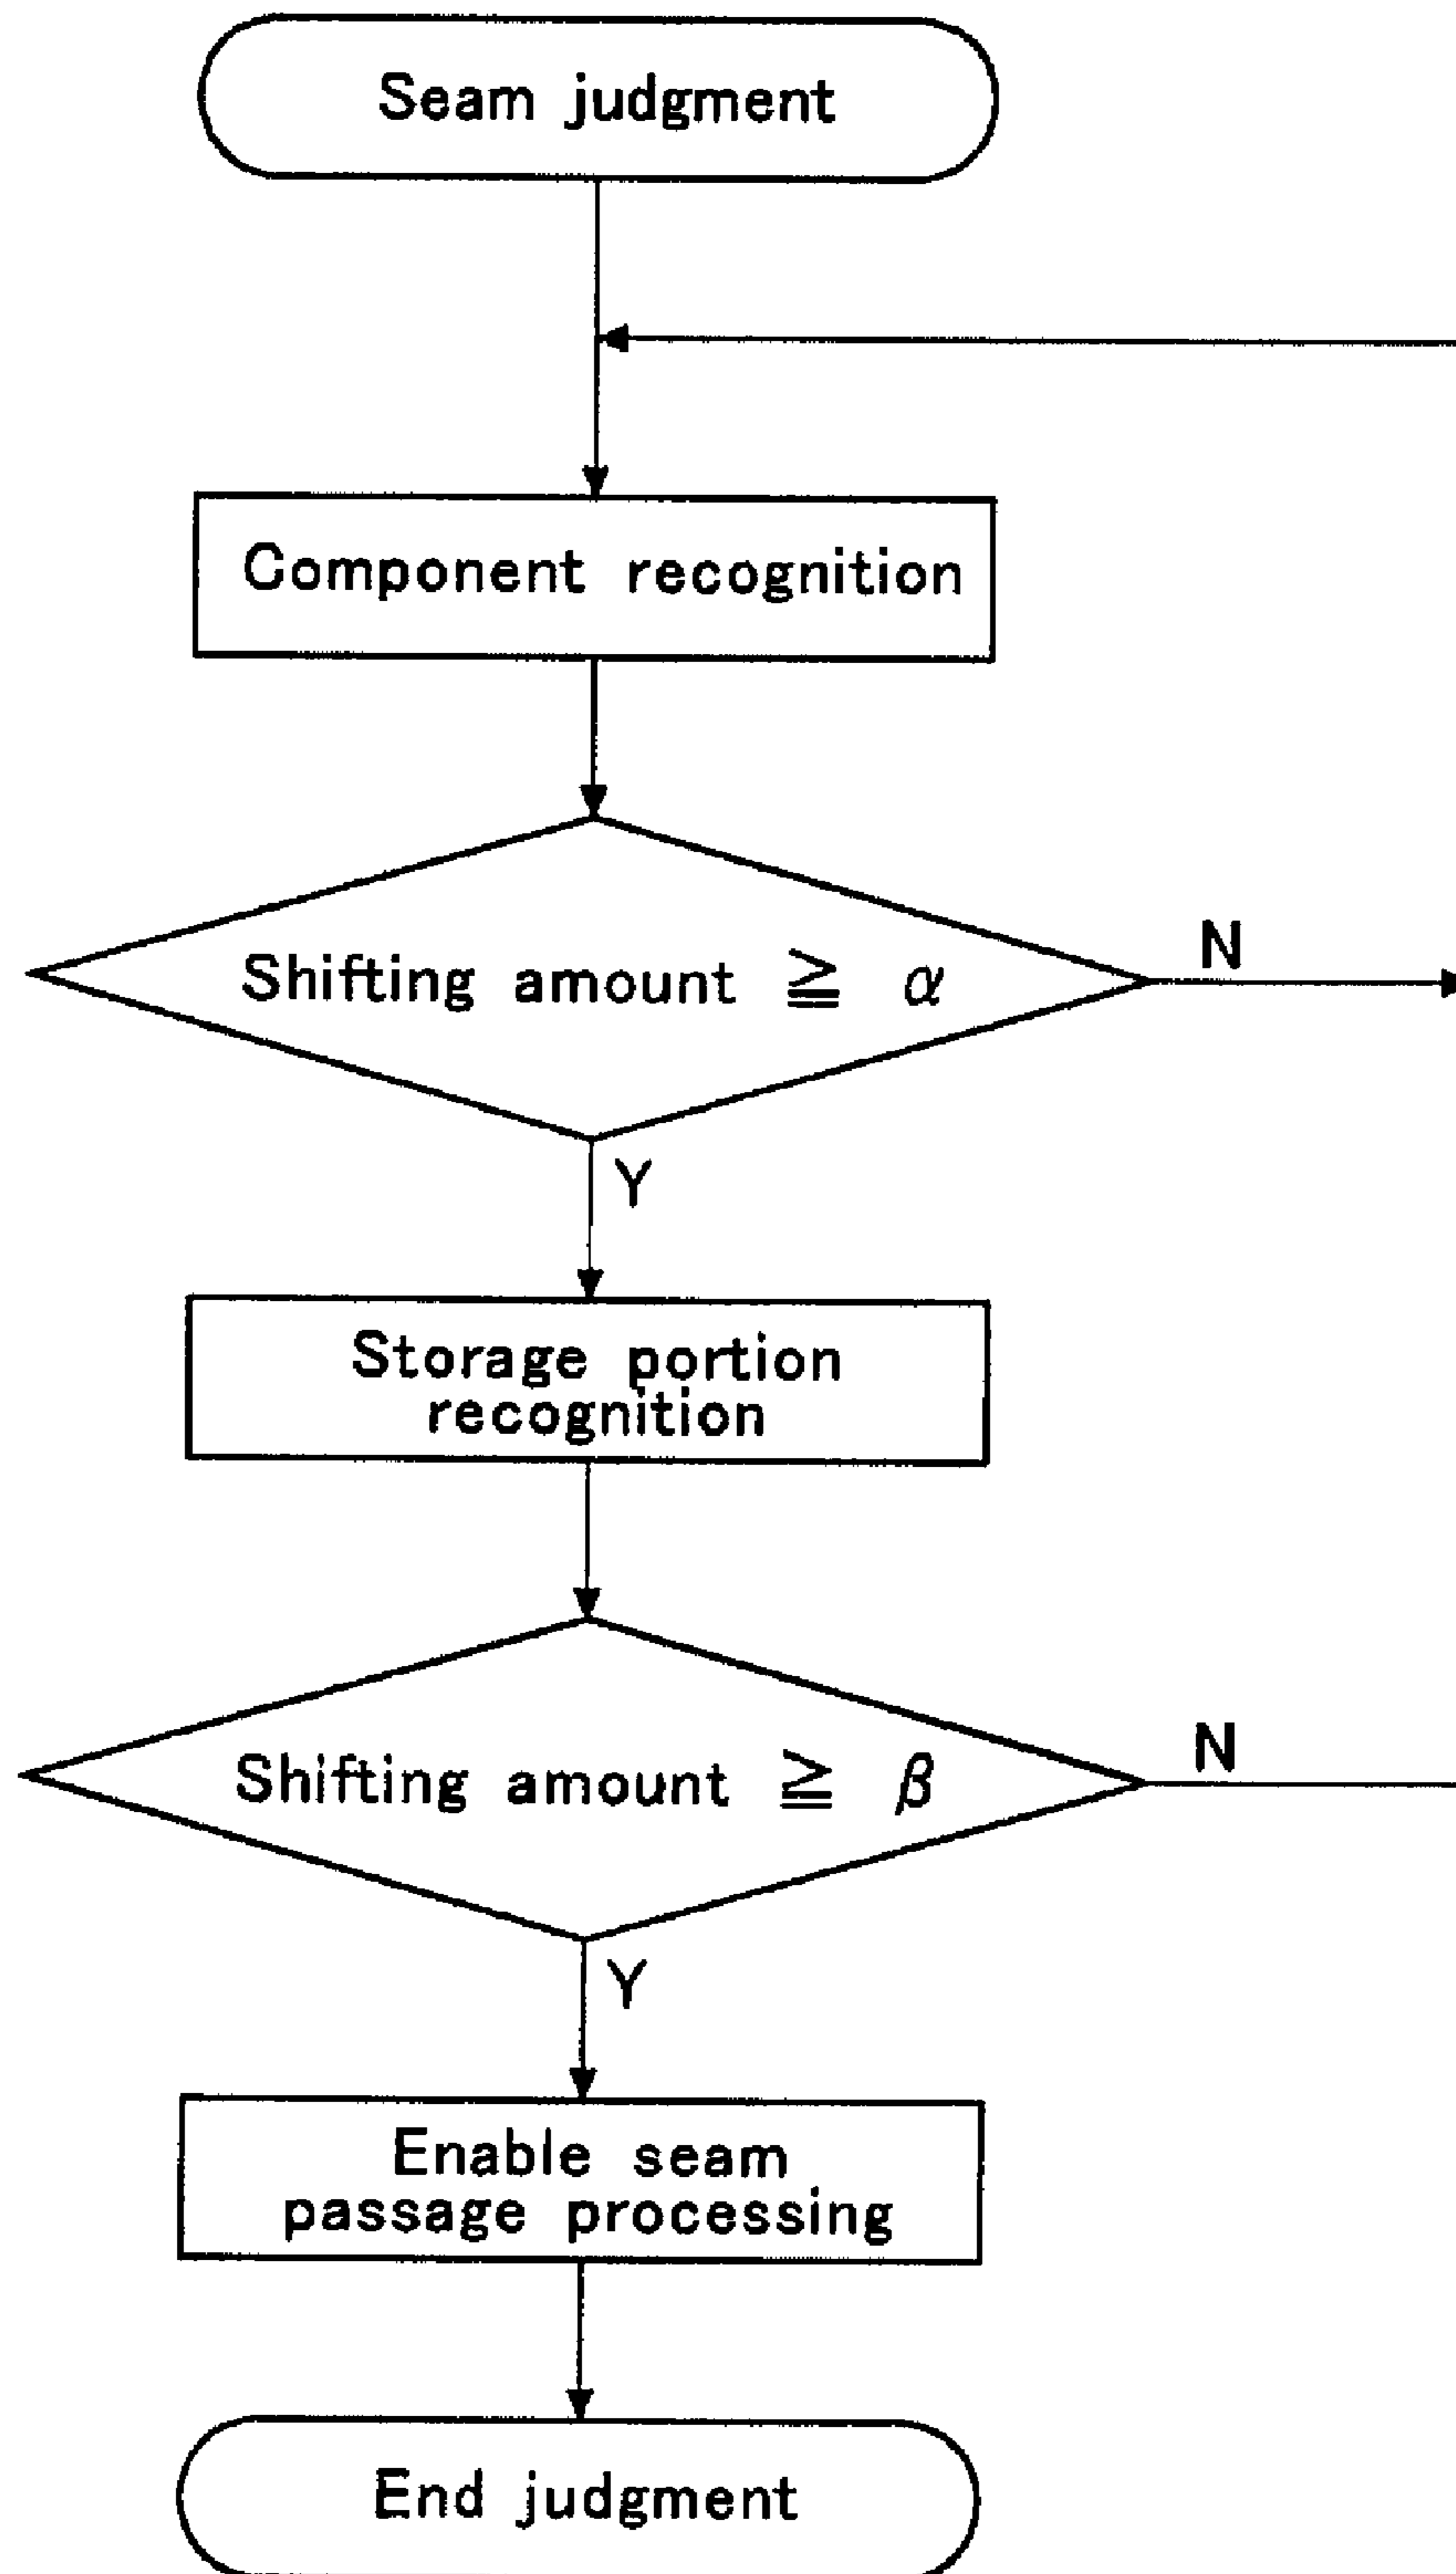 Seam judgment
Component recognition
Shifting amount ≧ α
N
Y
Storage portion
recognition
Shifting amount ≧ β
N
Y
Enable seam
passage processing
End judgment